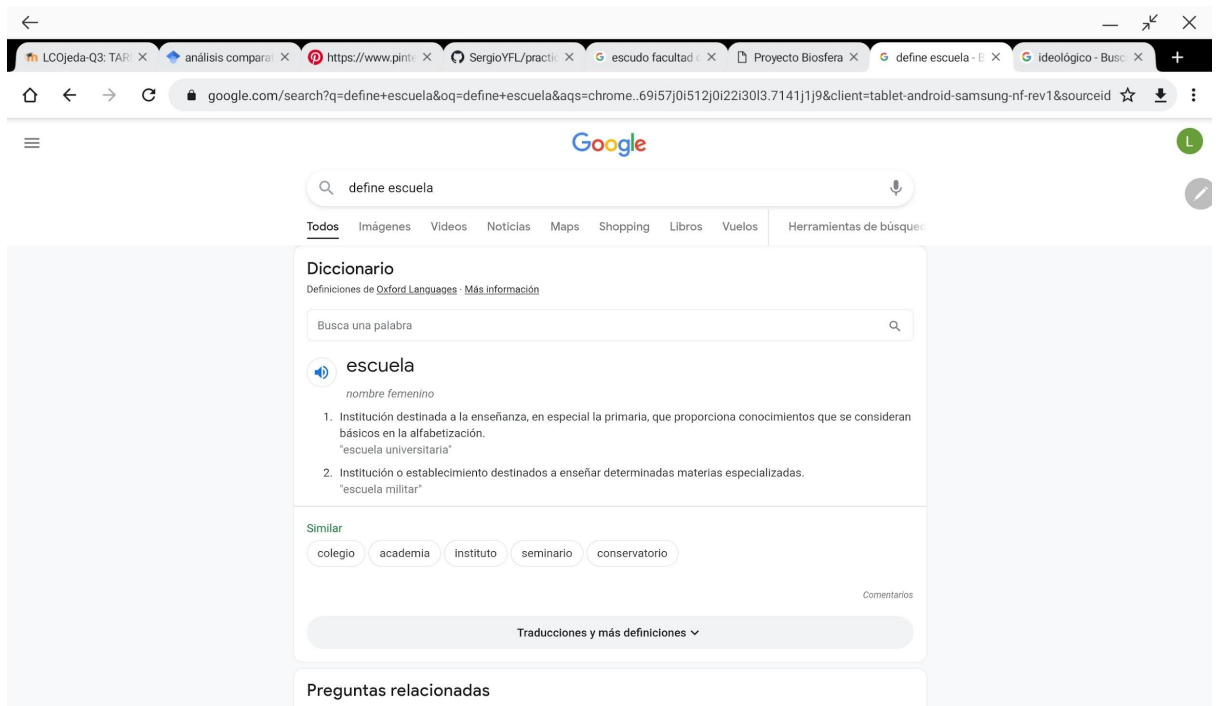 LCOjeda-Q3: TAR
análisis compara
https://www.pinte
SergioYFL/practic
escudo facultad
Proyecto Biosfera
define escuela - B
ideológico - Busc
google.com/search?q=define+escuela&oq=define+escuela&aqs=chrome..69i57j0i512j0i22i30l3.7141j1j9&client=tablet-android-samsung-nf-rev1&sourceid
Google
L
define escuela
Todos Imágenes Videos Noticias Maps Shopping Libros Vuelos Herramientas de búsque
Diccionario
Definiciones de Oxford Languages · Más información
Busca una palabra
escuela
nombre femenino
1. Institución destinada a la enseñanza, en especial la primaria, que proporciona conocimientos que se consideran
básicos en la alfabetización.
"escuela universitaria"
2. Institución o establecimiento destinados a enseñar determinadas materias especializadas.
"escuela militar"
Similar
colegio academia instituto seminario conservatorio
Comentarios
Traducciones y más definiciones
Preguntas relacionadas